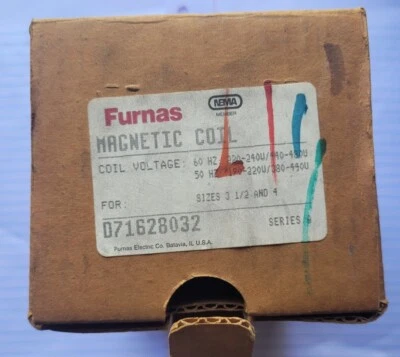 Furnas
NEMA
MEMBER
MAGNETIC COIL
COIL VOLTAGE: 60 HZ
50 HZ
FOR: SIZES 3 1/2 AND 4
D71628032 SERIES
Furnas Electric Co. Batavia, IL U.S.A.